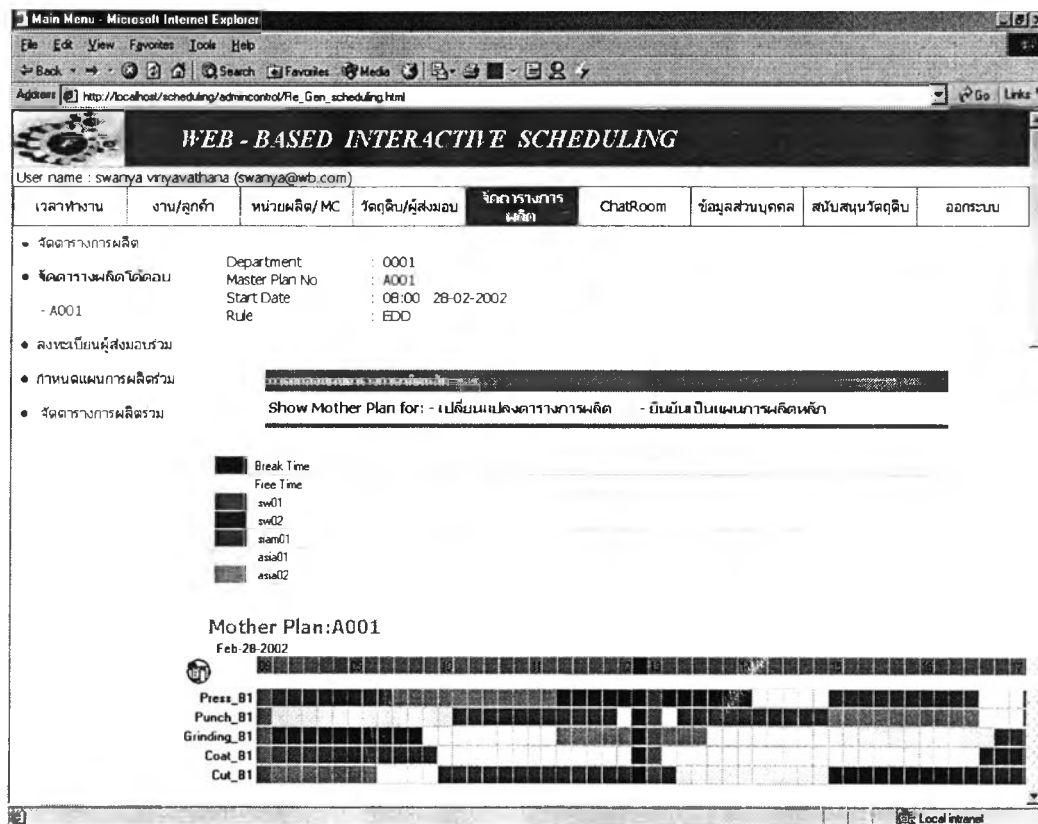 Main Menu - Microsoft Internet Explorer
File Edit View Favorites Tools Help
Back Search Favorites Media
Address http://localhost/scheduling/admincontrol/Re_Gen_scheduling.html Go Links
WEB - BASED INTERACTIVE SCHEDULING
User name : swanya viriyavathana (swanya@wb.com)
เวลาทำงาน งาน/ลูกค้า หน่วยผลิต/MC วัตถุดิบ/ผู้ส่งมอบ จัดตารางการผลิต ChatRoom ข้อมูลส่วนบุคคล สนับสนุนวัตถุดิบ ออกระบบ
• จัดตารางการผลิต
• จัดตารางผลิตโต้ตอบ
- A001
• ลงทะเบียนผู้ส่งมอบร่วม
• กำหนดแผนการผลิตร่วม
• จัดตารางการผลิตรวม
Department : 0001
Master Plan No : A001
Start Date : 08:00 28-02-2002
Rule : EDD
Show Mother Plan for: - เปลี่ยนแปลงตารางการผลิต - ยืนยันเป็นแผนการผลิตหลัก
Break Time
Free Time
sw01
sw02
siam01
asia01
asia02
Mother Plan:A001
Feb-28-2002
08 09 10 11 12 13 14 15 16 17
Press_B1
Punch_B1
Grinding_B1
Coat_B1
Cut_B1
Local intranet